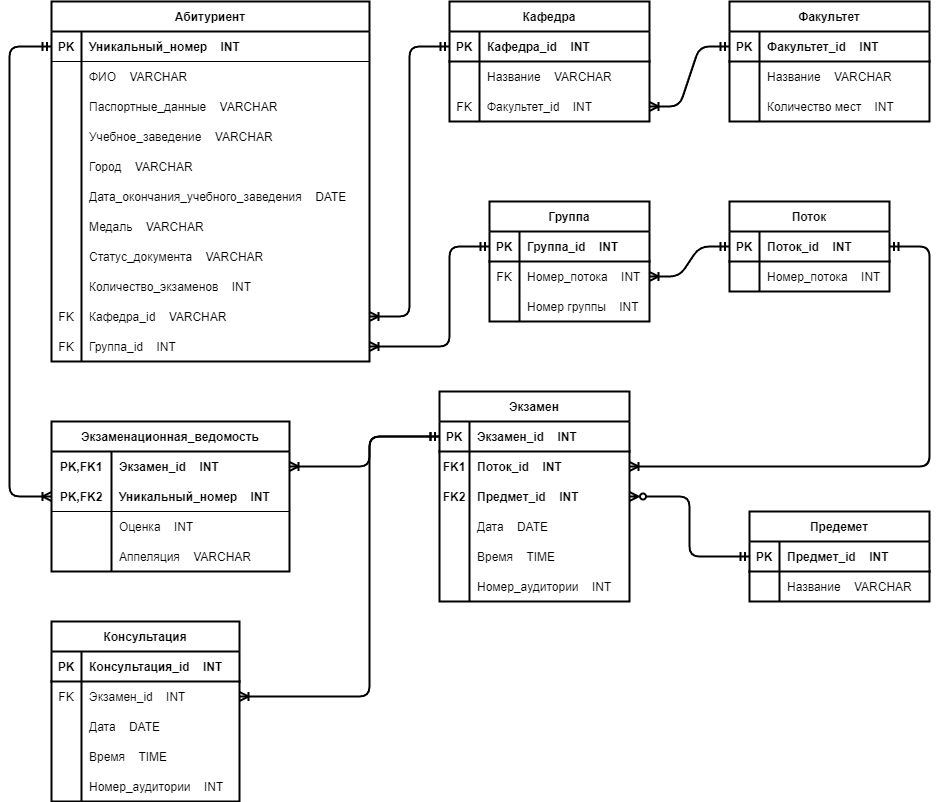 Абитуриент
PK Уникальный_номер INT
ФИО VARCHAR
Паспортные_данные VARCHAR
Учебное_заведение VARCHAR
Город VARCHAR
Дата_окончания_учебного_заведения DATE
Медаль VARCHAR
Статус_документа VARCHAR
Количество_экзаменов INT
FK Кафедра_id VARCHAR
FK Группа_id INT
Кафедра
PK Кафедра_id INT
Название VARCHAR
FK Факультет_id INT
Факультет
PK Факультет_id INT
Название VARCHAR
Количество мест INT
Группа
PK Группа_id INT
FK Номер_потока INT
Номер группы INT
Поток
PK Поток_id INT
Номер_потока INT
Экзаменационная_ведомость
PK,FK1 Экзамен_id INT
PK,FK2 Уникальный_номер INT
Оценка INT
Аппеляция VARCHAR
Экзамен
PK Экзамен_id INT
FK1 Поток_id INT
FK2 Предмет_id INT
Дата DATE
Время TIME
Номер_аудитории INT
Предемет
PK Предмет_id INT
Название VARCHAR
Консультация
PK Консультация_id INT
FK Экзамен_id INT
Дата DATE
Время TIME
Номер_аудитории INT